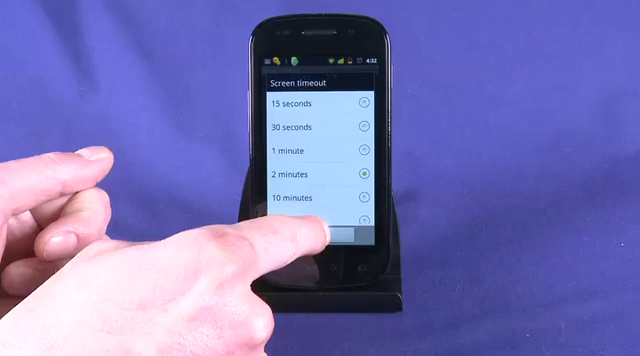 4:32
Screen timeout
15 seconds
30 seconds
1 minute
2 minutes
10 minutes